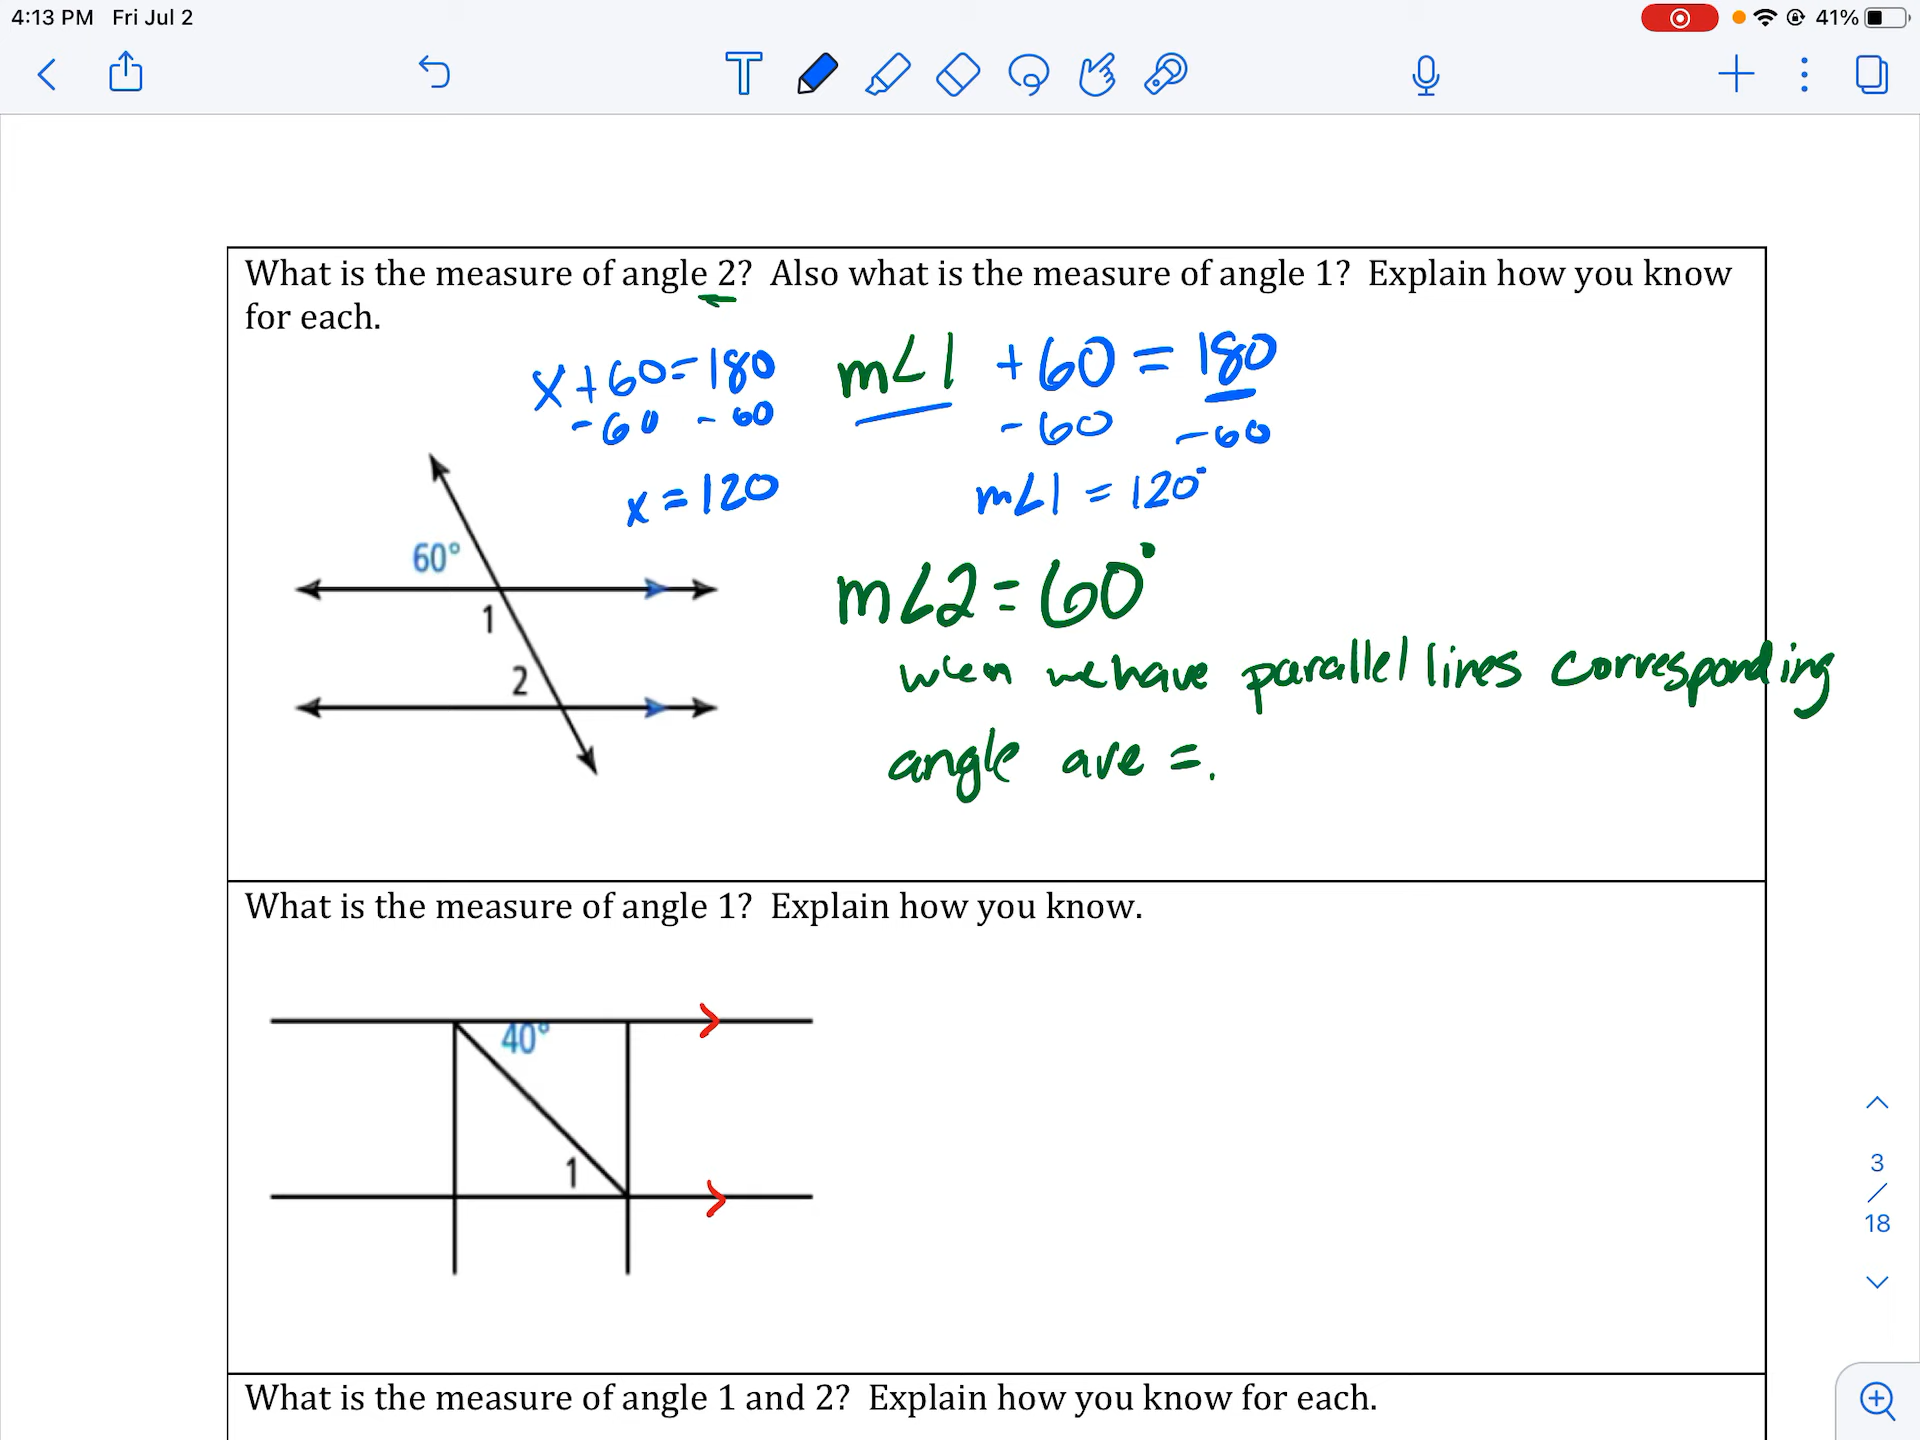 4:13 PM Fri Jul 2
41%
What is the measure of angle 2? Also what is the measure of angle 1? Explain how you know
for each.
x+60=180
-60 -60
x=120
m∠1 +60=180
-60 -60
m∠1=120°
60°
1
2
m∠2=60°
when we have parallel lines corresponding
angle are =.
What is the measure of angle 1? Explain how you know.
40°
1
3
/
18
What is the measure of angle 1 and 2? Explain how you know for each.